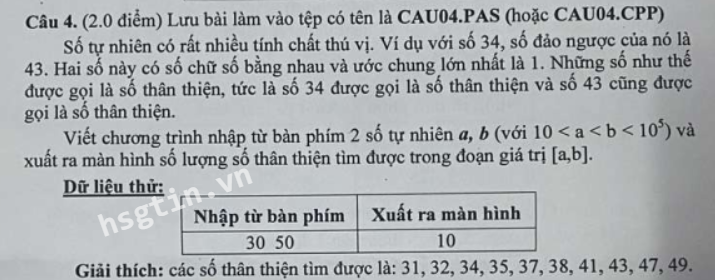 Câu 4. (2.0 điểm) Lưu bài làm vào tệp có tên là CAU04.PAS (hoặc CAU04.CPP)
Số tự nhiên có rất nhiều tính chất thú vị. Ví dụ với số 34, số đảo ngược của nó là
43. Hai số này có số chữ số bằng nhau và ước chung lớn nhất là 1. Những số như thế
được gọi là số thân thiện, tức là số 34 được gọi là số thân thiện và số 43 cũng được
gọi là số thân thiện.
Viết chương trình nhập từ bàn phím 2 số tự nhiên a, b (với 10 < a < b < 10⁵) và
xuất ra màn hình số lượng số thân thiện tìm được trong đoạn giá trị [a,b].
Dữ liệu thử:
hsgtin.vn
Nhập từ bàn phím Xuất ra màn hình
30 50 10
Giải thích: các số thân thiện tìm được là: 31, 32, 34, 35, 37, 38, 41, 43, 47, 49.